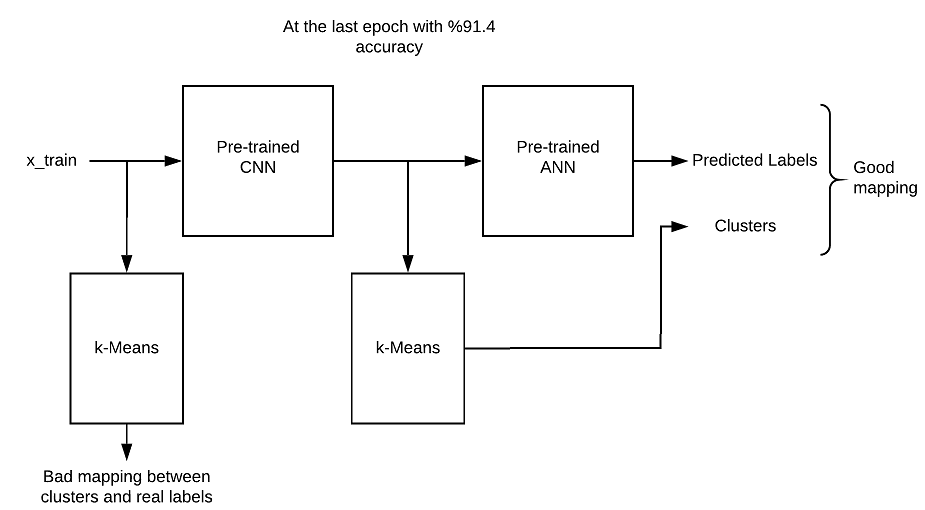 At the last epoch with %91.4
accuracy
x_train
Pre-trained
CNN
Pre-trained
ANN
Predicted Labels
Good
mapping
Clusters
k-Means
k-Means
Bad mapping between
clusters and real labels